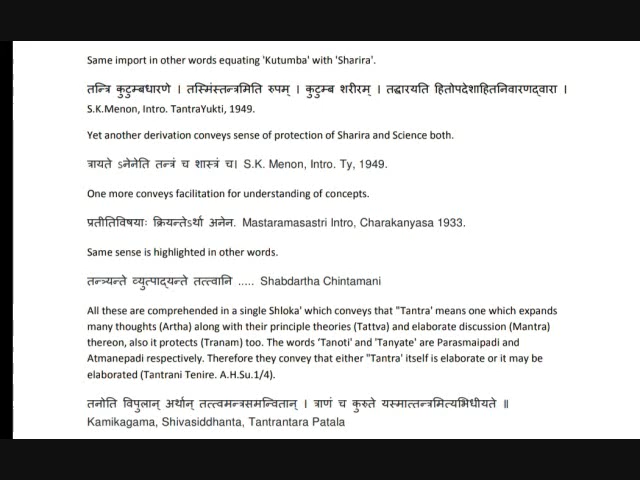 Same import in other words equating 'Kutumba' with 'Sharira'.
तन्त्रि कुटुम्बधारणे । तस्मिंस्तन्त्रमिति रुपम् । कुटुम्ब शरीरम् । तद्धारयति हितोपदेशाहितनिवारणद्वारा ।
S.K.Menon, Intro. TantraYukti, 1949.
Yet another derivation conveys sense of protection of Sharira and Science both.
त्रायते ऽनेनेति तन्त्रं च शास्त्रं च। S.K. Menon, Intro. Ty, 1949.
One more conveys facilitation for understanding of concepts.
प्रतीतिविषयाः क्रियन्तेऽर्था अनेन. Mastaramasastri Intro, Charakanyasa 1933.
Same sense is highlighted in other words.
तन्त्र्यन्ते व्युत्पाद्यन्ते तत्त्वानि ..... Shabdartha Chintamani
All these are comprehended in a single Shloka' which conveys that "Tantra' means one which expands
many thoughts (Artha) along with their principle theories (Tattva) and elaborate discussion (Mantra)
thereon, also it protects (Tranam) too. The words ‘Tanoti' and 'Tanyate' are Parasmaipadi and
Atmanepadi respectively. Therefore they convey that either "Tantra' itself is elaborate or it may be
elaborated (Tantrani Tenire. A.H.Su.1/4).
तनोति विपुलान् अर्थान् तत्त्वमन्त्रसमन्वितान् । त्राणं च कुरुते यस्मात्तन्त्रमित्यभिधीयते ॥
Kamikagama, Shivasiddhanta, Tantrantara Patala